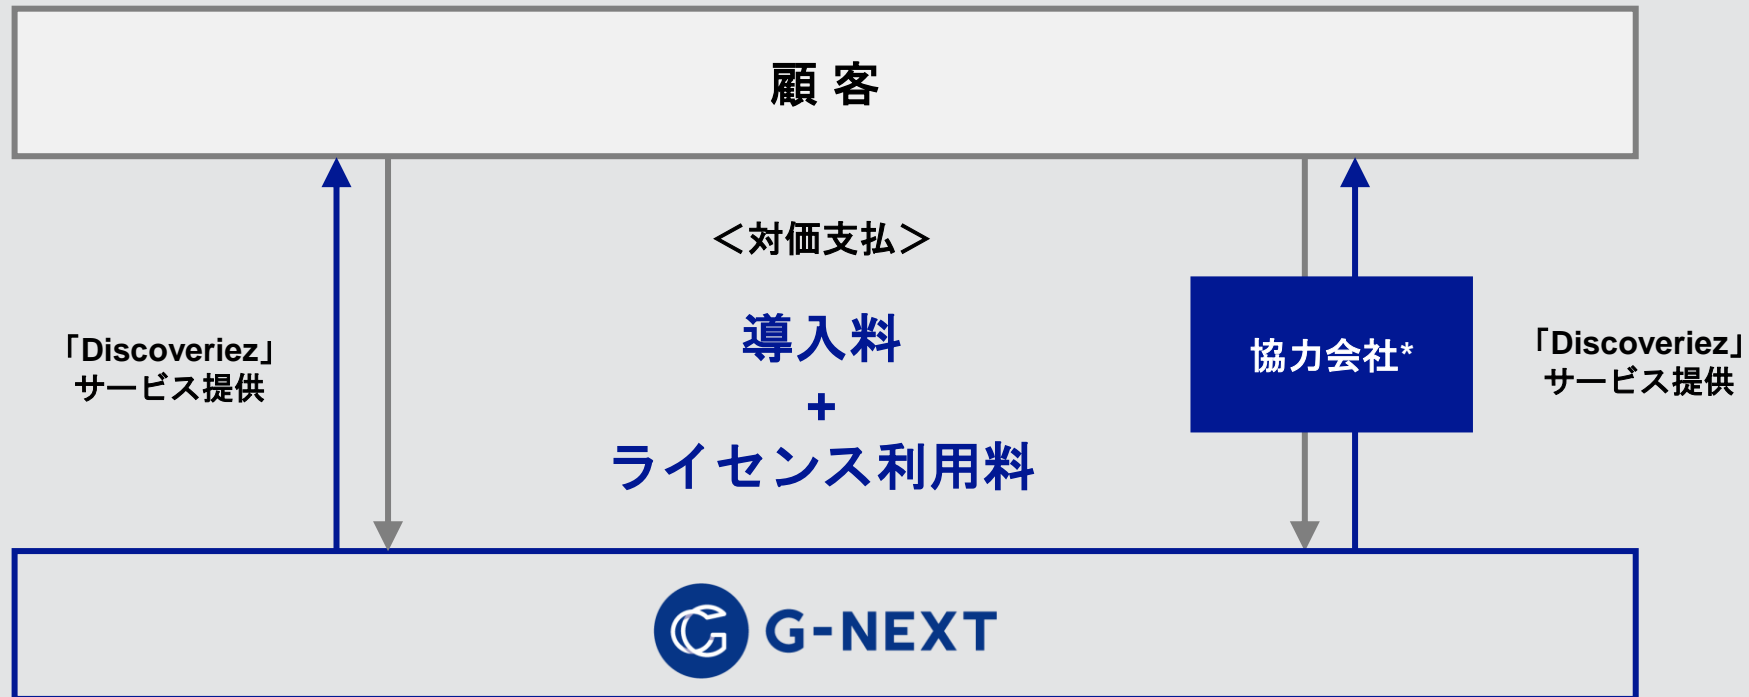 顧 客
＜対価支払＞
「Discoveriez」
サービス提供
導入料
+
ライセンス利用料
協力会社*
「Discoveriez」
サービス提供
G-NEXT